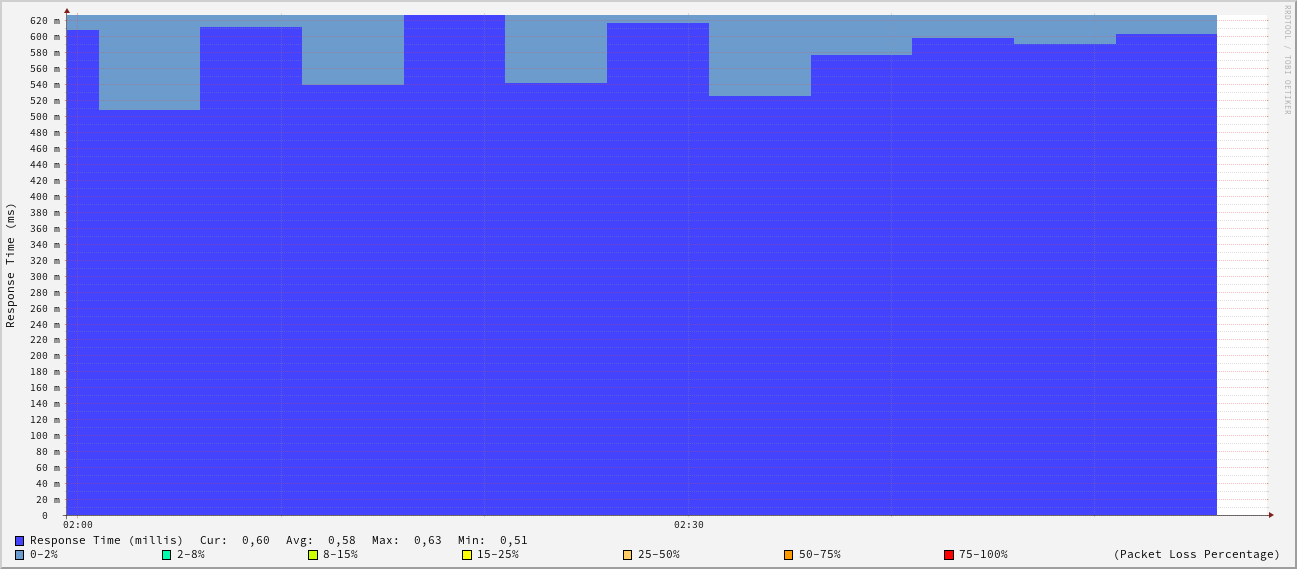 RRDTOOL / TOBI OETIKER
Response Time (ms)
620 m
600 m
580 m
560 m
540 m
520 m
500 m
480 m
460 m
440 m
420 m
400 m
380 m
360 m
340 m
320 m
300 m
280 m
260 m
240 m
220 m
200 m
180 m
160 m
140 m
120 m
100 m
80 m
60 m
40 m
20 m
0
02:00 02:30
Response Time (millis) Cur: 0,60 Avg: 0,58 Max: 0,63 Min: 0,51
0-2% 2-8% 8-15% 15-25% 25-50% 50-75% 75-100% (Packet Loss Percentage)